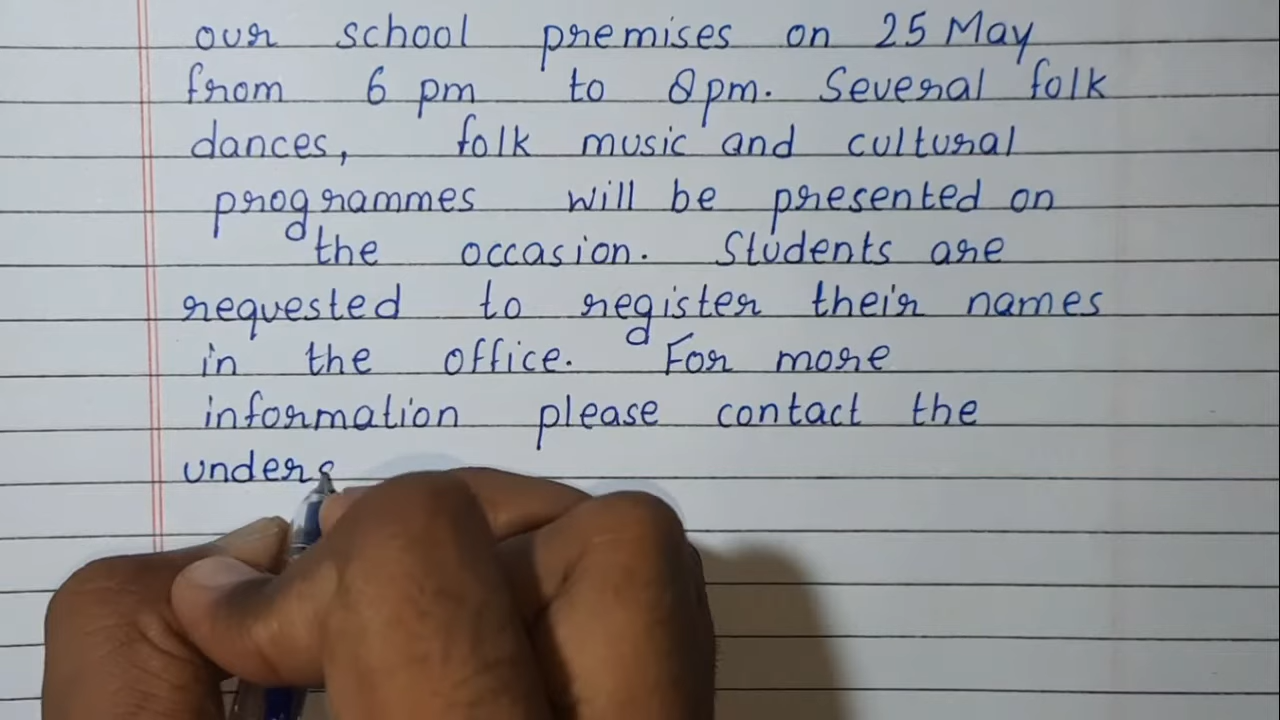 our school premises on 25 May
from 6 pm to 8pm. Several folk
dances, folk music and cultural
programmes will be presented on
the occasion. Students are
requested to register their names
in the office. For more
information please contact the
unders